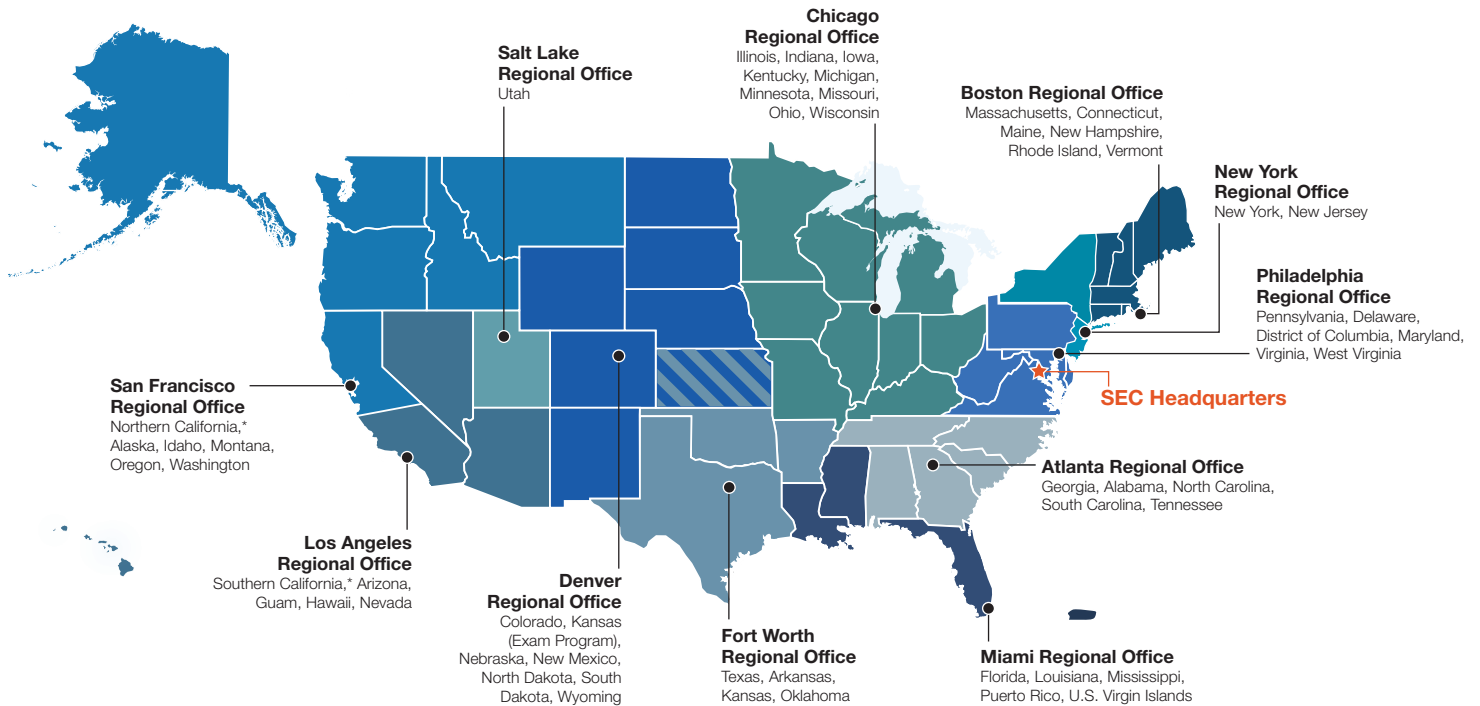 Chicago
Regional Office
Illinois, Indiana, Iowa,
Kentucky, Michigan,
Minnesota, Missouri,
Ohio, Wisconsin
Salt Lake
Regional Office
Utah
Boston Regional Office
Massachusetts, Connecticut,
Maine, New Hampshire,
Rhode Island, Vermont
New York
Regional Office
New York, New Jersey
Philadelphia
Regional Office
Pennsylvania, Delaware,
District of Columbia, Maryland,
Virginia, West Virginia
SEC Headquarters
San Francisco
Regional Office
Northern California,*
Alaska, Idaho, Montana,
Oregon, Washington
Atlanta Regional Office
Georgia, Alabama, North Carolina,
South Carolina, Tennessee
Los Angeles
Regional Office
Southern California,* Arizona,
Guam, Hawaii, Nevada
Denver
Regional Office
Colorado, Kansas
(Exam Program),
Nebraska, New Mexico,
North Dakota, South
Dakota, Wyoming
Fort Worth
Regional Office
Texas, Arkansas,
Kansas, Oklahoma
Miami Regional Office
Florida, Louisiana, Mississippi,
Puerto Rico, U.S. Virgin Islands